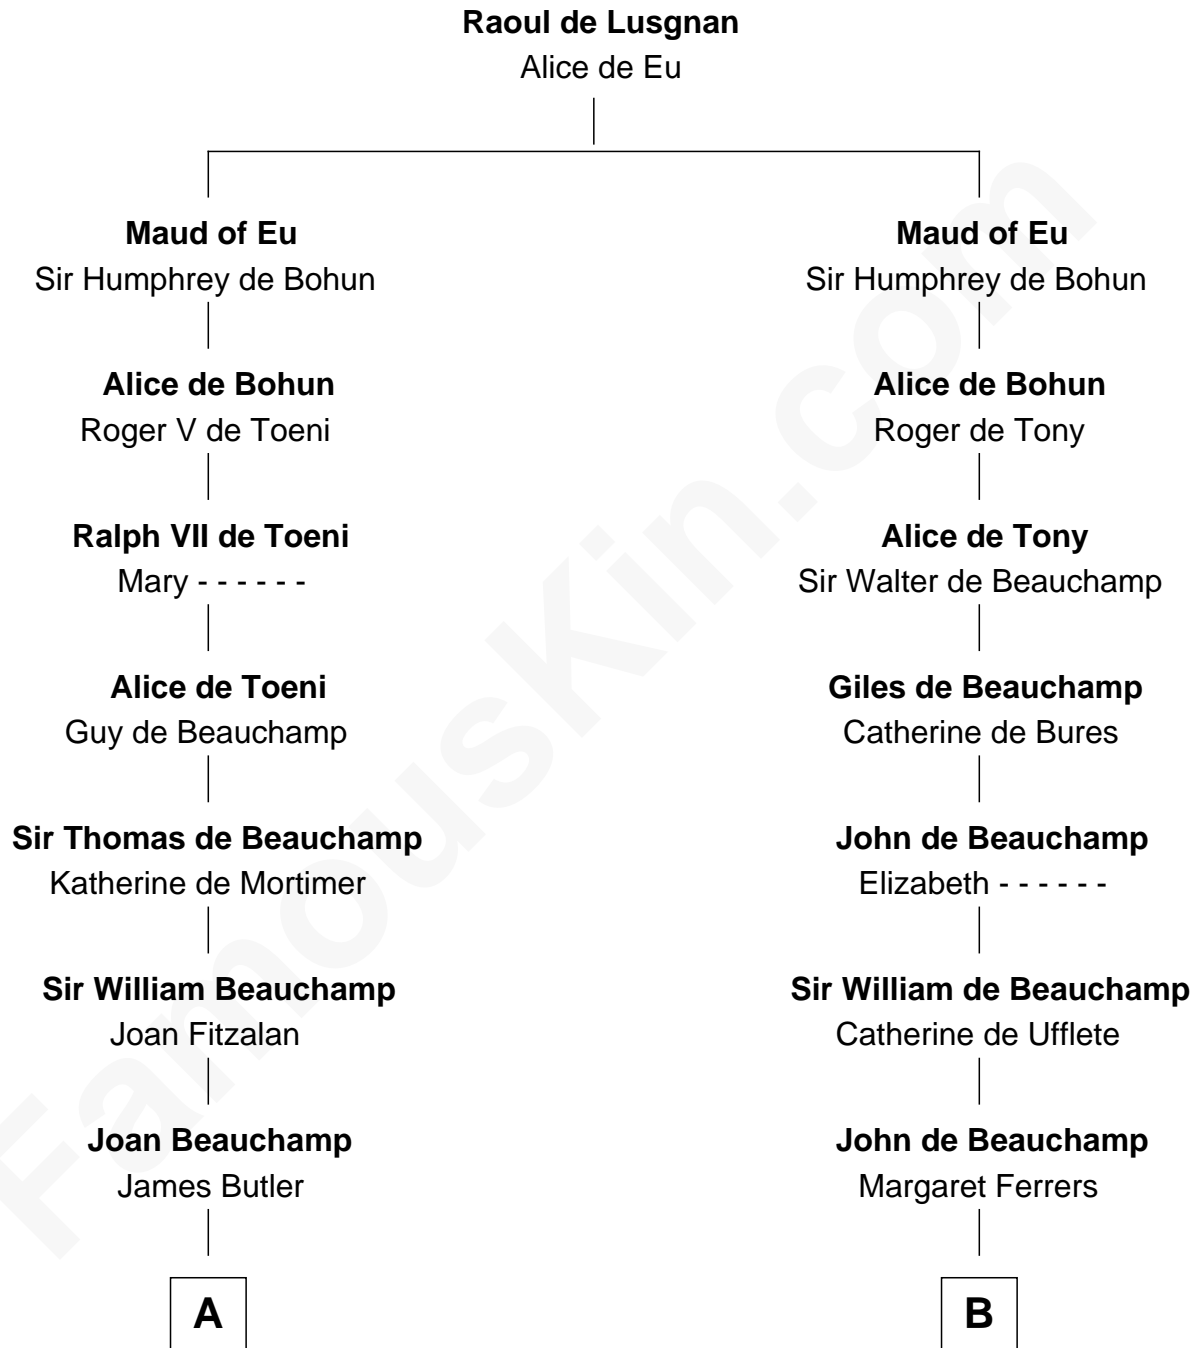 Raoul de Lusgnan
Alice de Eu
Maud of Eu
Sir Humphrey de Bohun
Alice de Bohun
Roger V de Toeni
Ralph VII de Toeni
Mary - - - - - -
Alice de Toeni
Guy de Beauchamp
Sir Thomas de Beauchamp
Katherine de Mortimer
Sir William Beauchamp
Joan Fitzalan
Joan Beauchamp
James Butler
A
Maud of Eu
Sir Humphrey de Bohun
Alice de Bohun
Roger de Tony
Alice de Tony
Sir Walter de Beauchamp
Giles de Beauchamp
Catherine de Bures
John de Beauchamp
Elizabeth - - - - - -
Sir William de Beauchamp
Catherine de Ufflete
John de Beauchamp
Margaret Ferrers
B
FamousKin.com